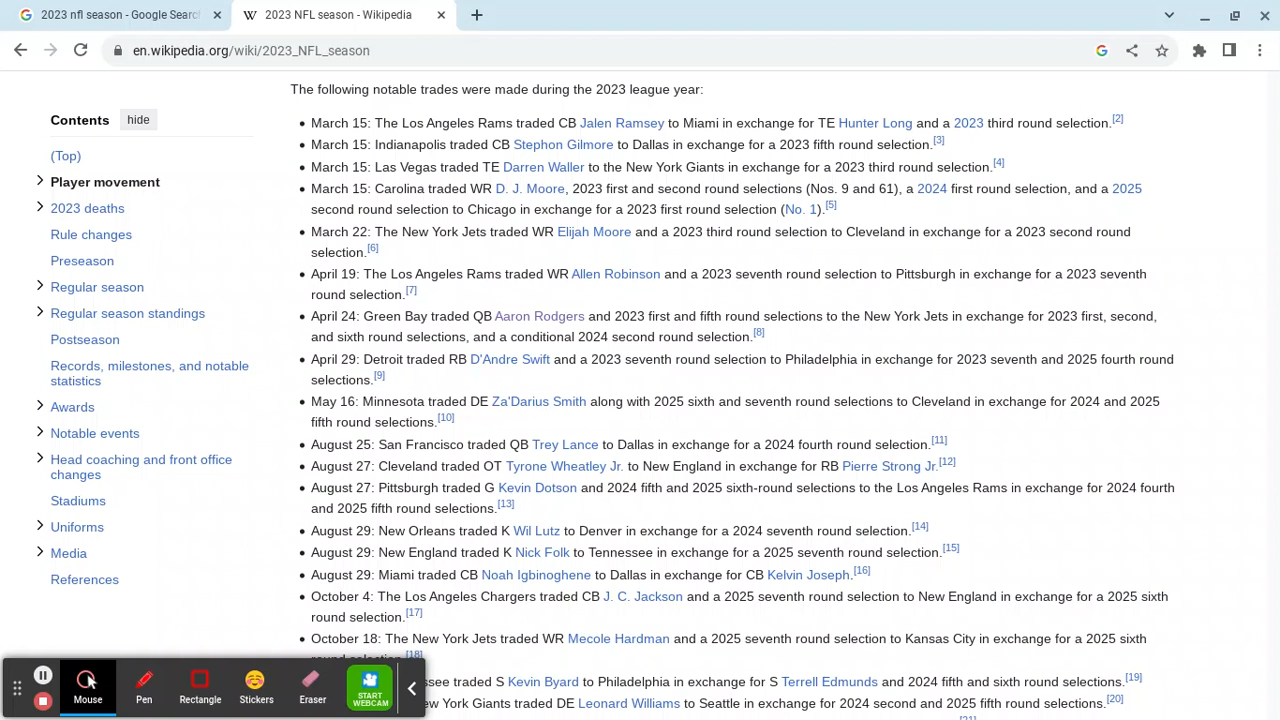 2023 nfl season - Google Searc
2023 NFL season - Wikipedia
en.wikipedia.org/wiki/2023_NFL_season
Contents
hide
(Top)
Player movement
2023 deaths
Rule changes
Preseason
Regular season
Regular season standings
Postseason
Records, milestones, and notable
statistics
Awards
Notable events
Head coaching and front office
changes
Stadiums
Uniforms
Media
References
The following notable trades were made during the 2023 league year:
• March 15: The Los Angeles Rams traded CB Jalen Ramsey to Miami in exchange for TE Hunter Long and a 2023 third round selection.[2]
• March 15: Indianapolis traded CB Stephon Gilmore to Dallas in exchange for a 2023 fifth round selection.[3]
• March 15: Las Vegas traded TE Darren Waller to the New York Giants in exchange for a 2023 third round selection.[4]
• March 15: Carolina traded WR D. J. Moore, 2023 first and second round selections (Nos. 9 and 61), a 2024 first round selection, and a 2025
second round selection to Chicago in exchange for a 2023 first round selection (No. 1).[5]
• March 22: The New York Jets traded WR Elijah Moore and a 2023 third round selection to Cleveland in exchange for a 2023 second round
selection.[6]
• April 19: The Los Angeles Rams traded WR Allen Robinson and a 2023 seventh round selection to Pittsburgh in exchange for a 2023 seventh
round selection.[7]
• April 24: Green Bay traded QB Aaron Rodgers and 2023 first and fifth round selections to the New York Jets in exchange for 2023 first, second,
and sixth round selections, and a conditional 2024 second round selection.[8]
• April 29: Detroit traded RB D'Andre Swift and a 2023 seventh round selection to Philadelphia in exchange for 2023 seventh and 2025 fourth round
selections.[9]
• May 16: Minnesota traded DE Za'Darius Smith along with 2025 sixth and seventh round selections to Cleveland in exchange for 2024 and 2025
fifth round selections.[10]
• August 25: San Francisco traded QB Trey Lance to Dallas in exchange for a 2024 fourth round selection.[11]
• August 27: Cleveland traded OT Tyrone Wheatley Jr. to New England in exchange for RB Pierre Strong Jr.[12]
• August 27: Pittsburgh traded G Kevin Dotson and 2024 fifth and 2025 sixth-round selections to the Los Angeles Rams in exchange for 2024 fourth
and 2025 fifth round selections.[13]
• August 29: New Orleans traded K Wil Lutz to Denver in exchange for a 2024 seventh round selection.[14]
• August 29: New England traded K Nick Folk to Tennessee in exchange for a 2025 seventh round selection.[15]
• August 29: Miami traded CB Noah Igbinoghene to Dallas in exchange for CB Kelvin Joseph.[16]
• October 4: The Los Angeles Chargers traded CB J. C. Jackson and a 2025 seventh round selection to New England in exchange for a 2025 sixth
round selection.[17]
• October 18: The New York Jets traded WR Mecole Hardman and a 2025 seventh round selection to Kansas City in exchange for a 2025 sixth
round selection.[18]
ssee traded S Kevin Byard to Philadelphia in exchange for S Terrell Edmunds and 2024 fifth and sixth round selections.[19]
w York Giants traded DE Leonard Williams to Seattle in exchange for 2024 second and 2025 fifth round selections.[20]
Mouse
Pen
Rectangle
Stickers
Eraser
START
WEBCAM